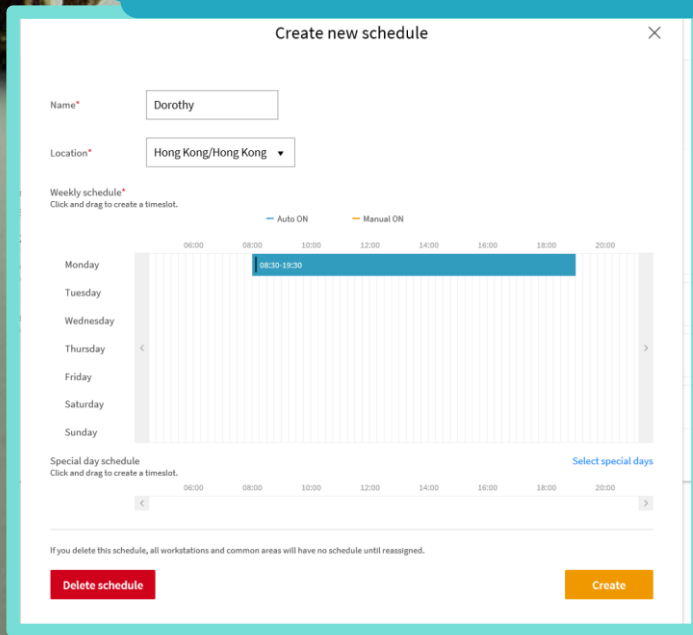 Create new schedule
Name*
Dorothy
Location*
Hong Kong/Hong Kong
Weekly schedule*
Click and drag to create a timeslot.
Auto ON
Manual ON
06:00 08:00 10:00 12:00 14:00 16:00 18:00 20:00
Monday
08:30-19:30
Tuesday
Wednesday
Thursday
Friday
Saturday
Sunday
Special day schedule
Select special days
Click and drag to create a timeslot.
06:00 08:00 10:00 12:00 14:00 16:00 18:00 20:00
If you delete this schedule, all workstations and common areas will have no schedule until reassigned.
Delete schedule
Create